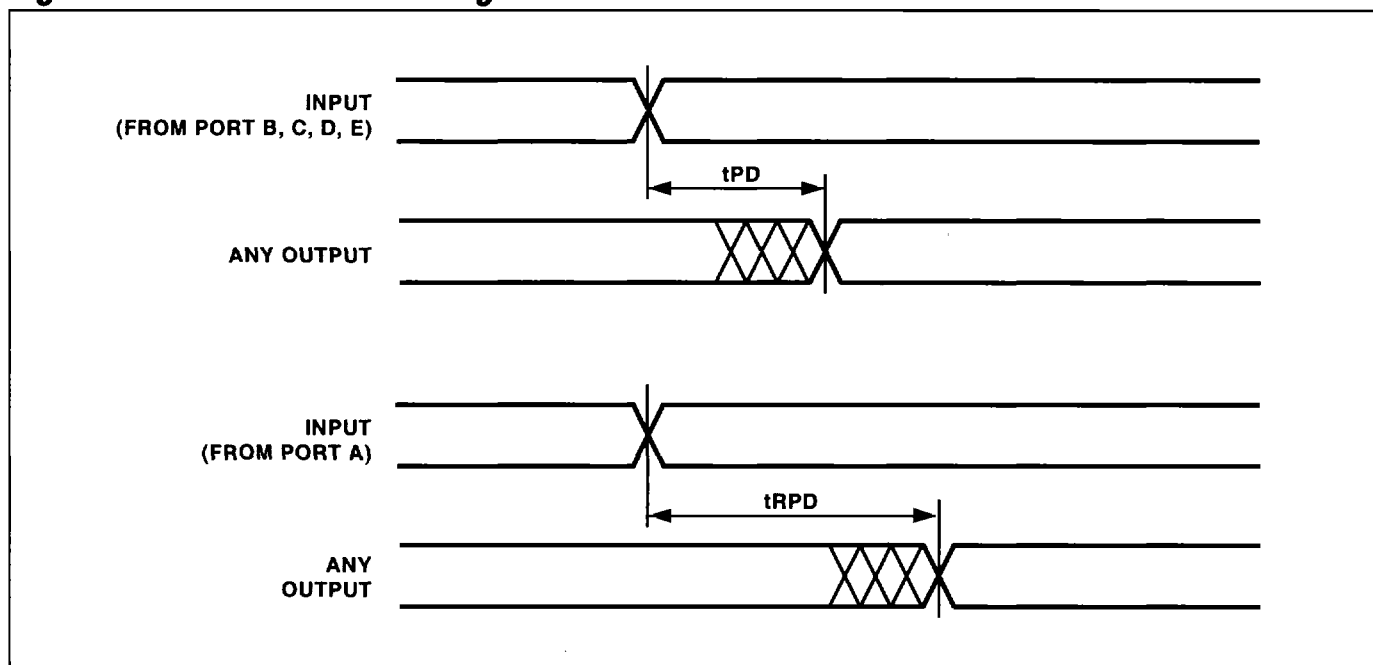 INPUT
(FROM PORT B, C, D, E)
tPD
ANY OUTPUT
INPUT
(FROM PORT A)
tRPD
ANY
OUTPUT